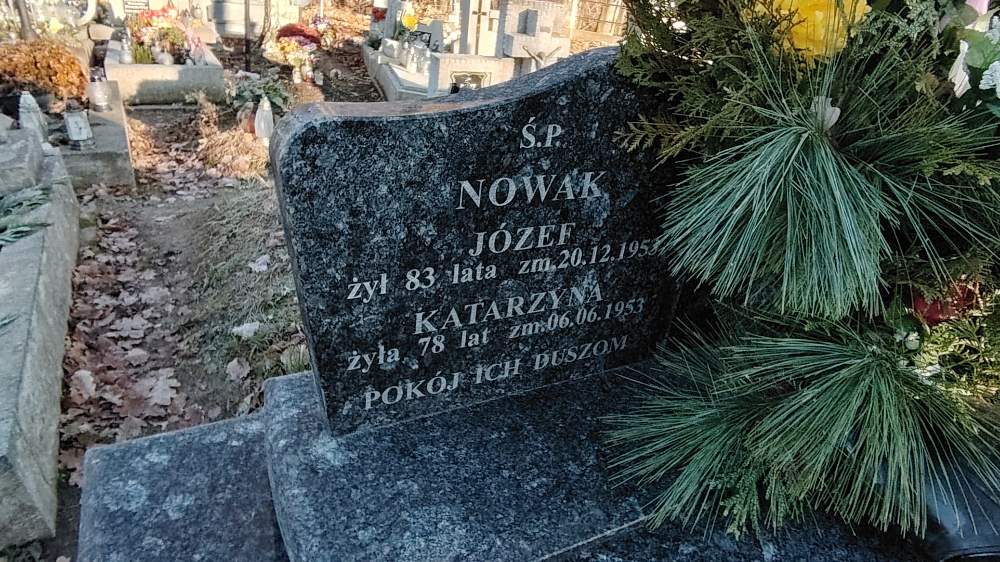 Ś.P.
NOWAK
JÓZEF
żył 83 lata zm.20.12.1953
KATARZYNA
żyła 78 lat zm.06.06.1953
POKÓJ ICH DUSZOM